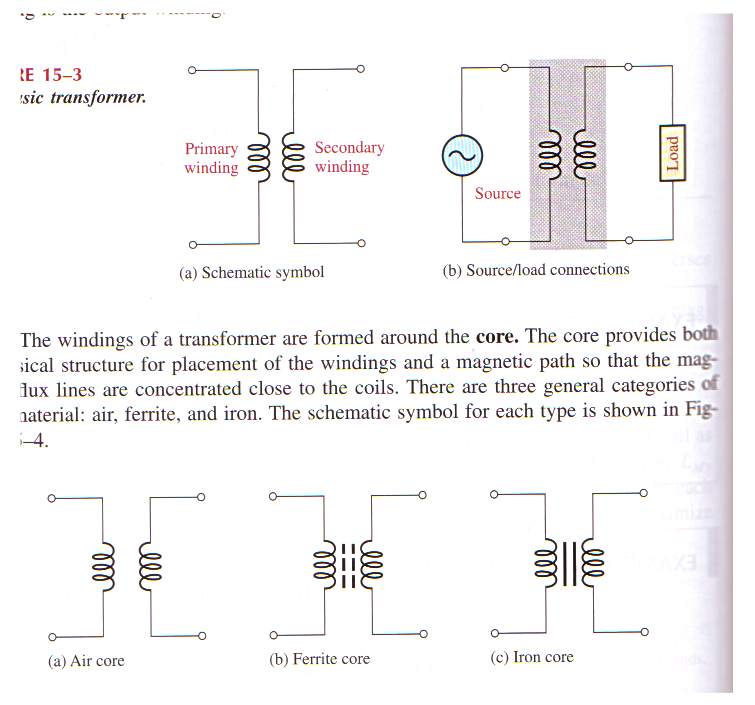 RE 15–3
sic transformer.
Primary
winding
Secondary
winding
(a) Schematic symbol
Source
Load
(b) Source/load connections
The windings of a transformer are formed around the core. The core provides both
sical structure for placement of the windings and a magnetic path so that the mag-
flux lines are concentrated close to the coils. There are three general categories of
naterial: air, ferrite, and iron. The schematic symbol for each type is shown in Fig-
–4.
(a) Air core
(b) Ferrite core
(c) Iron core